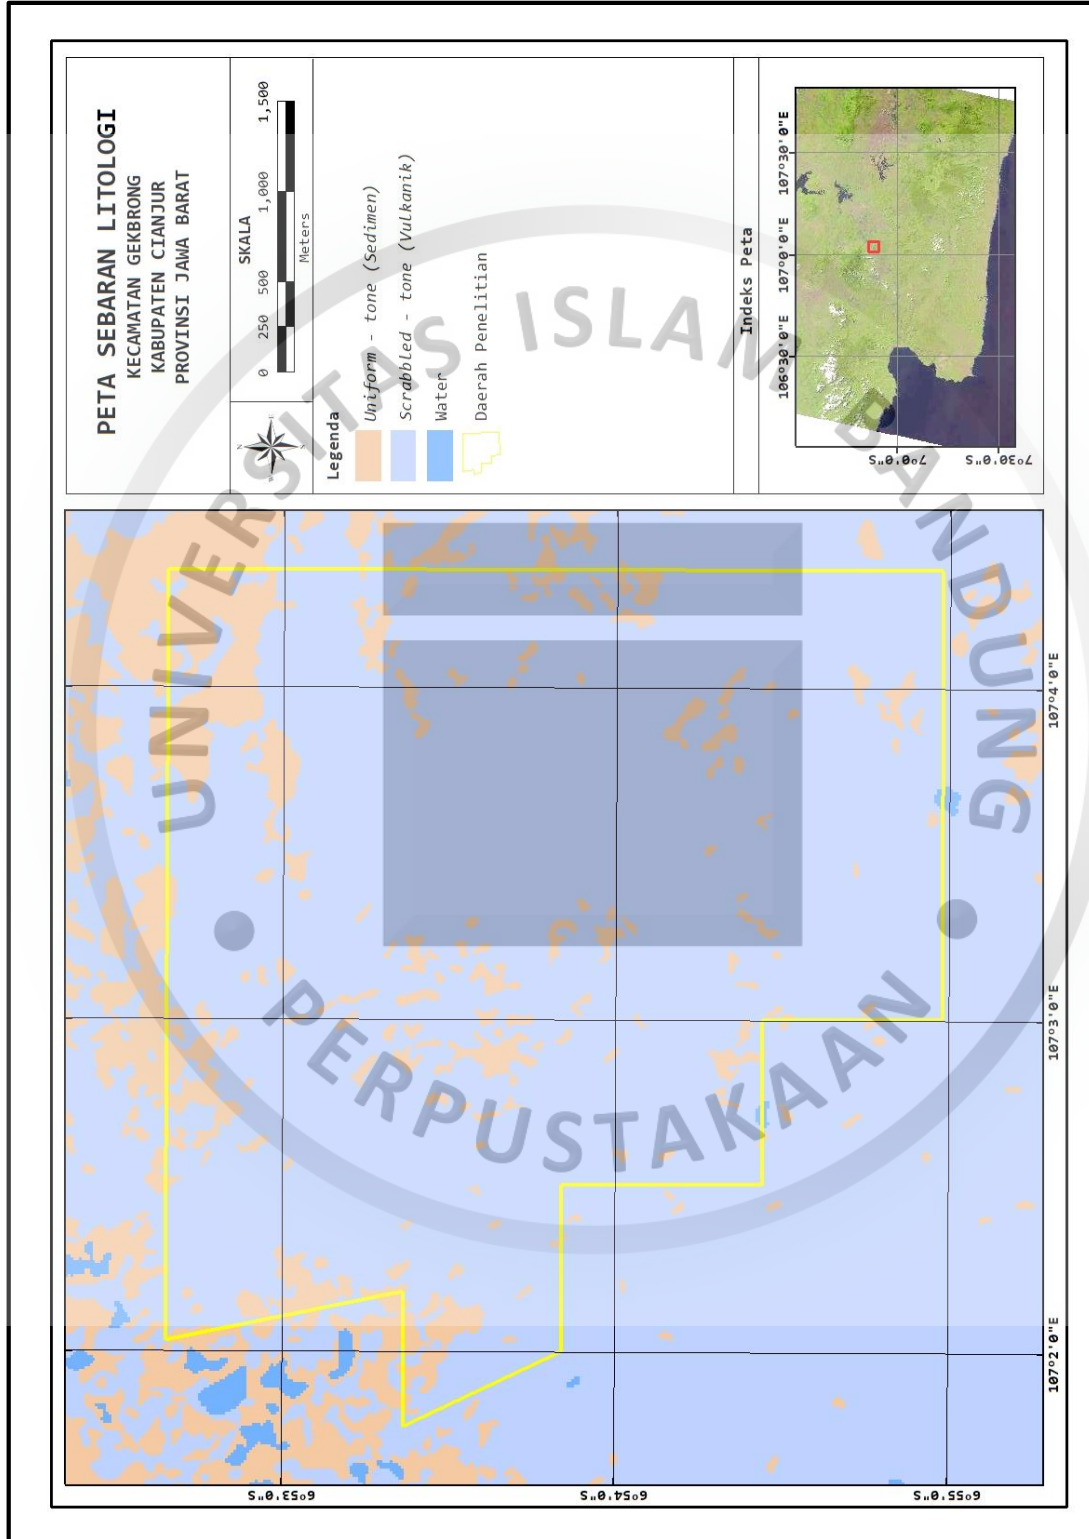 PETA SEBARAN LITOLOGI
KECAMATAN GEKBRONG
KABUPATEN CIANJUR
PROVINSI JAWA BARAT
SKALA
0 250 500 1,000 1,500
Meters
Legenda
Uniform - tone (Sedimen)
Scrabbled - tone (Vulkanik)
Water
Daerah Penelitian
Indeks Peta
106°30'0"E 107°0'0"E 107°30'0"E
7°0'0"S
7°30'0"S
107°2'0"E 107°3'0"E 107°4'0"E
6°53'0"S
6°54'0"S
6°55'0"S
UNIVERSITAS ISLAM BANDUNG
PERPUSTAKAAN